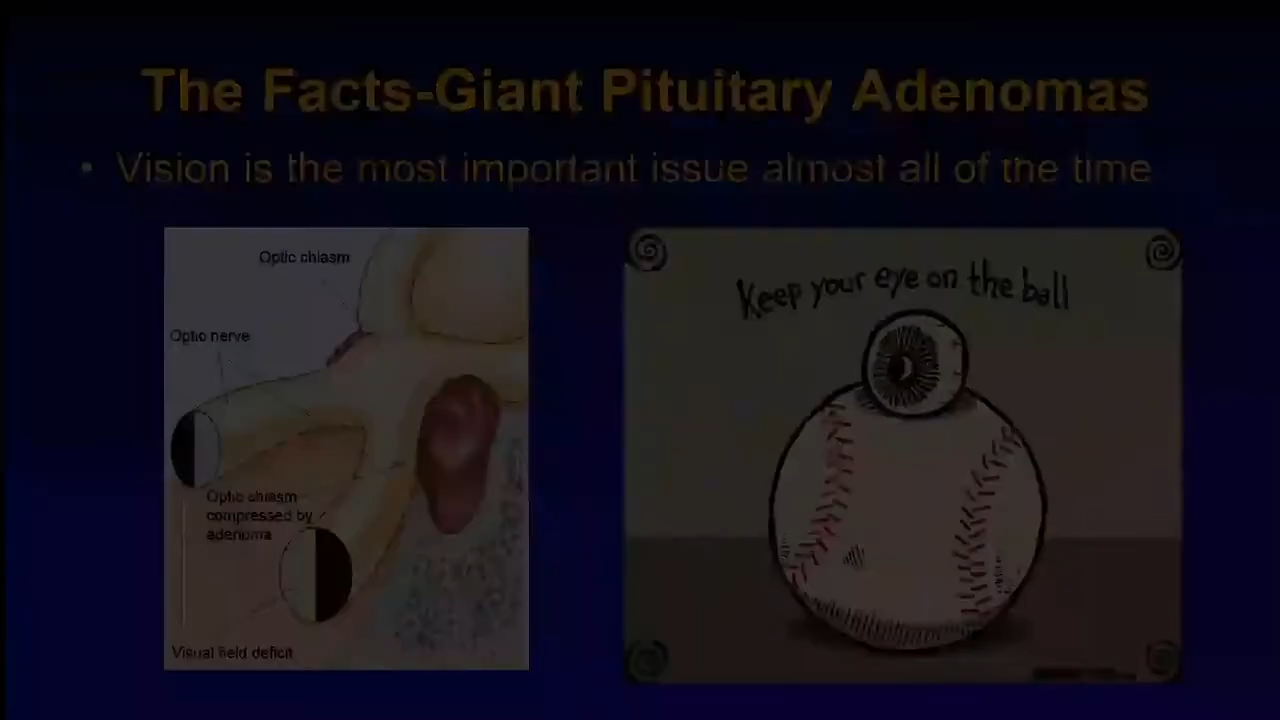 The Facts-Giant Pituitary Adenomas
• Vision is the most important issue almost all of the time
Optic chiasm
Optic nerve
Optic chiasm
compressed by
adenoma
Visual field deficit
Keep your eye on the ball